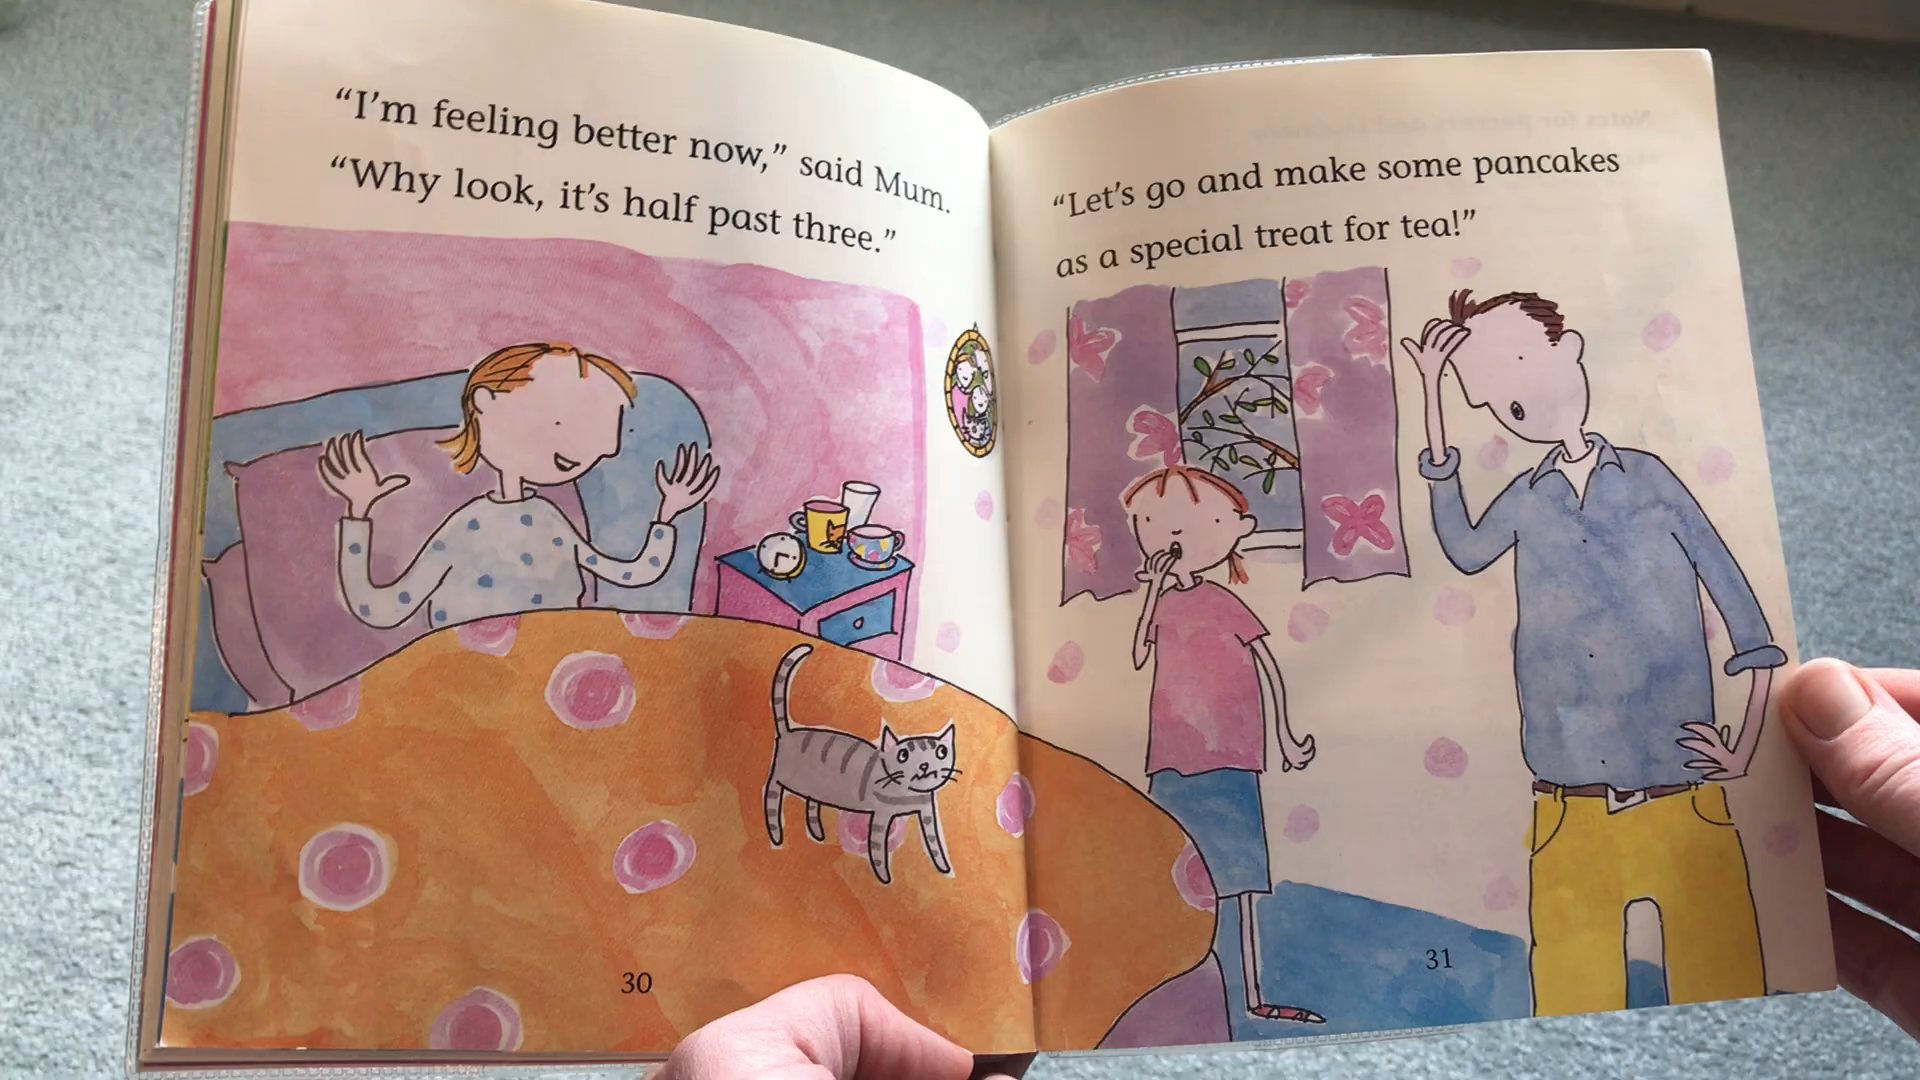 “I’m feeling better now,” said Mum.
“Why look, it’s half past three.”
30
“Let’s go and make some pancakes
as a special treat for tea!”
31